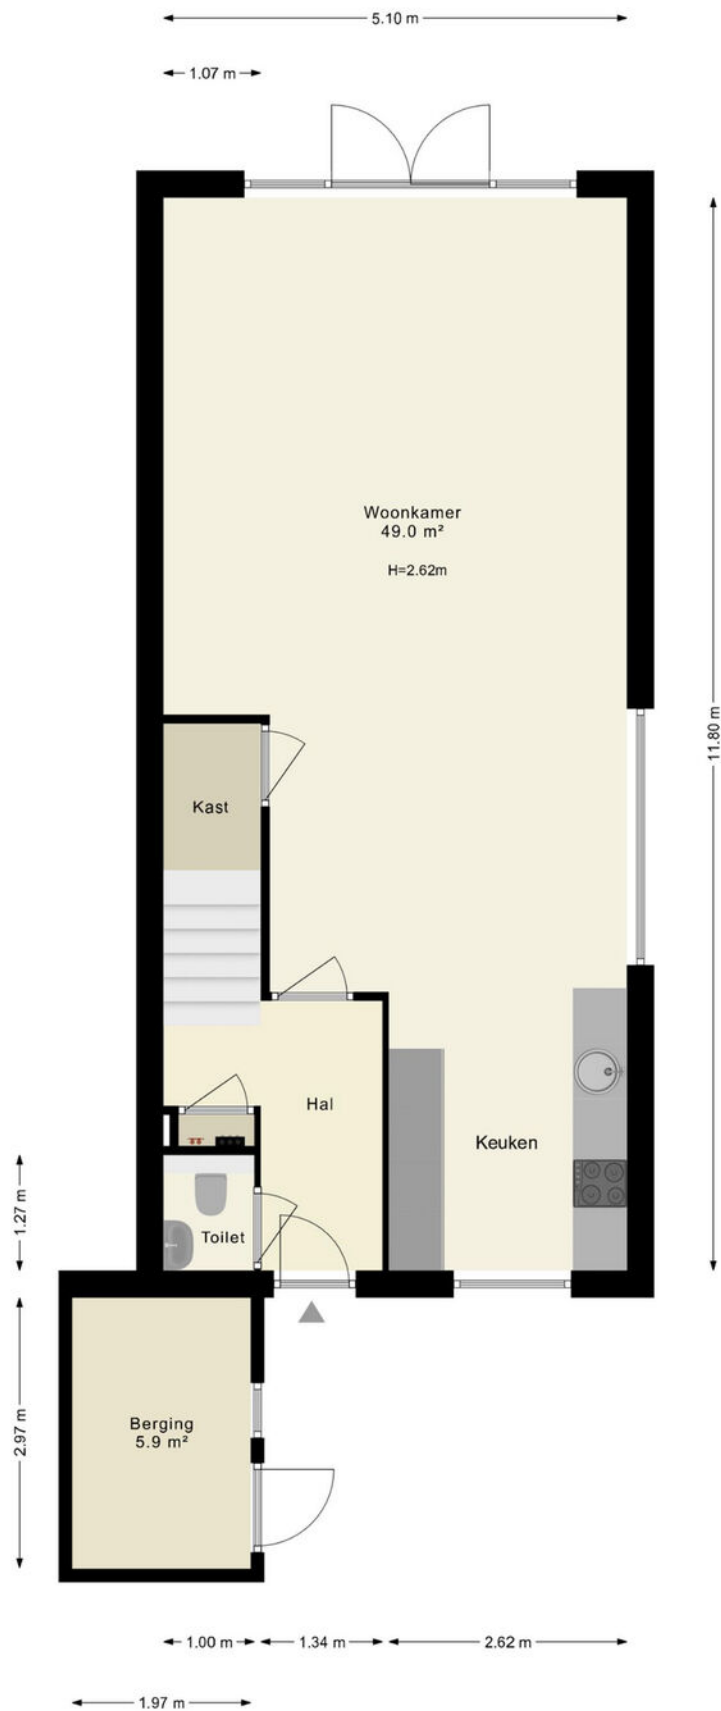 5.10 m
1.07 m
Woonkamer
49.0 m²
H=2.62m
11.80 m
Kast
Hal
Keuken
1.27 m
Toilet
2.97 m
Berging
5.9 m²
1.00 m
1.34 m
2.62 m
1.97 m